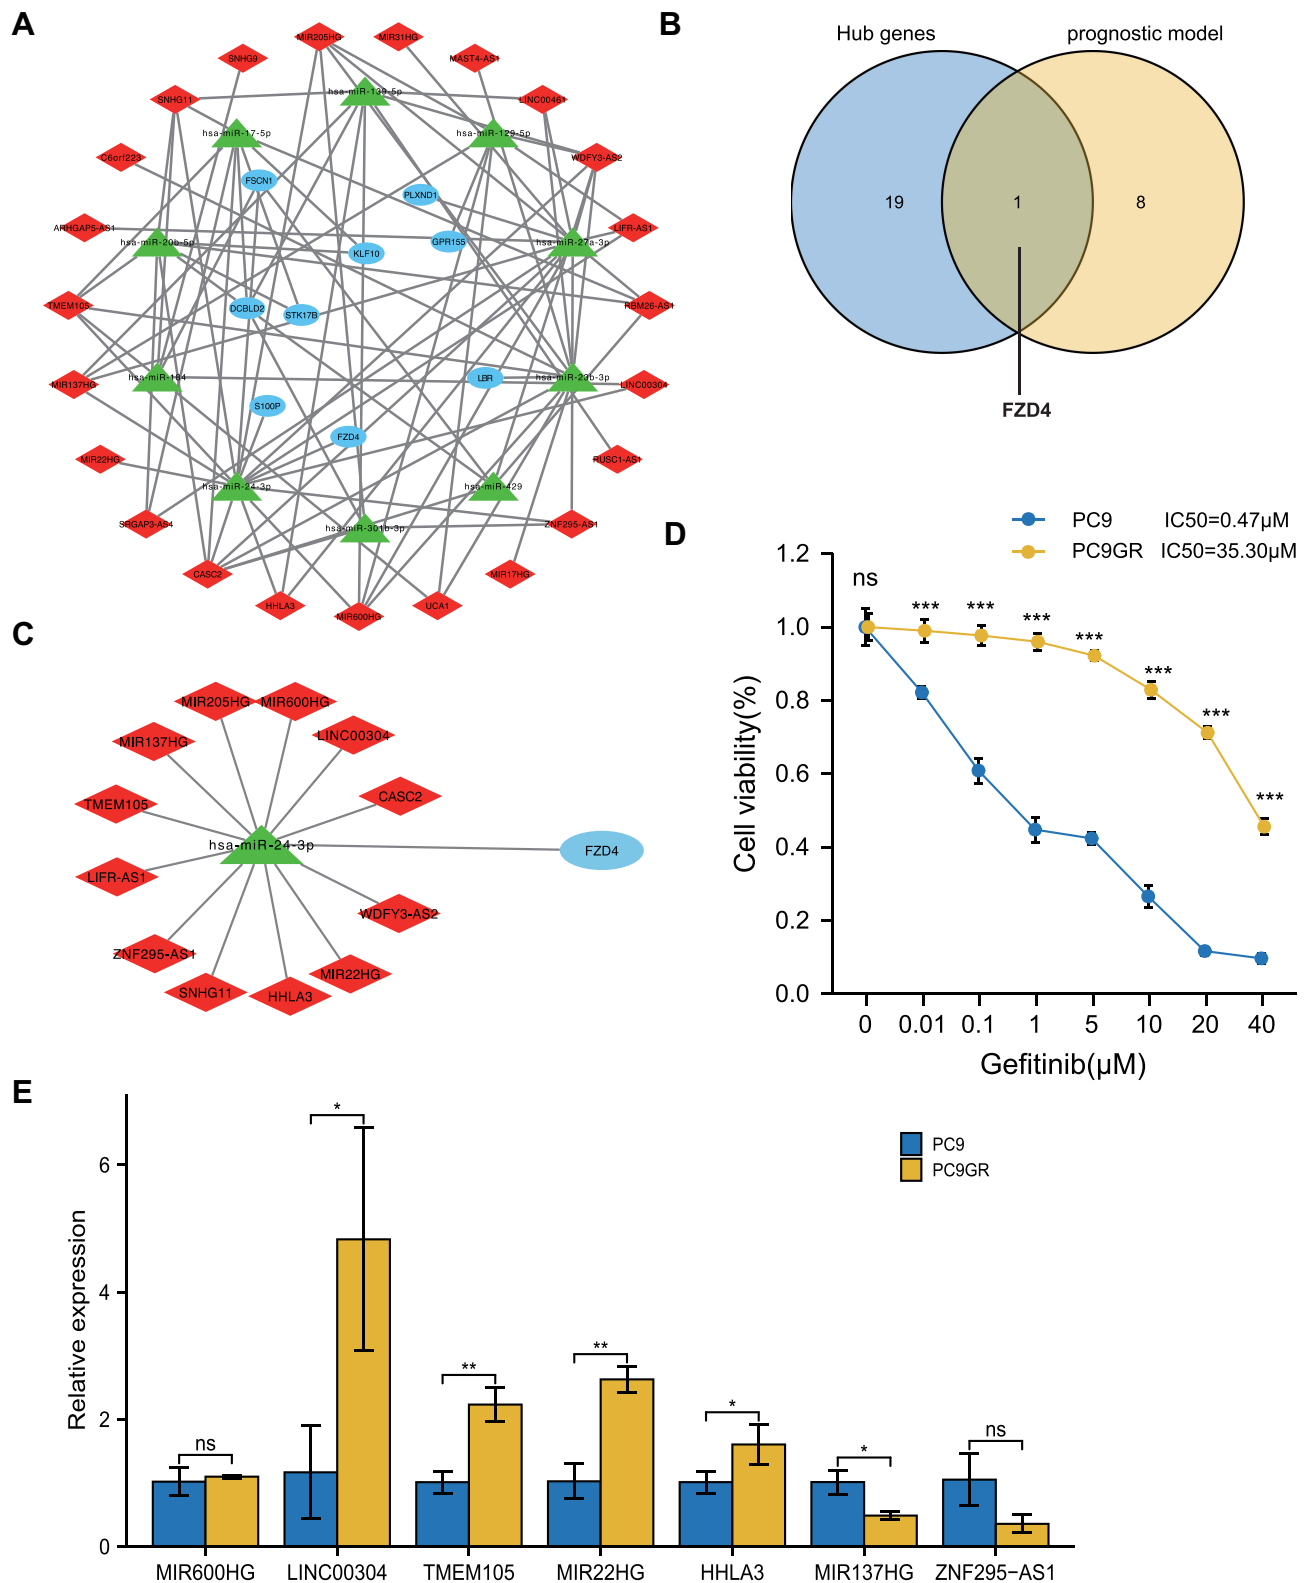 A
MIR205HG
MIR31HG
SNHG9
MAST4-AS1
SNHG11
hsa-miR-139-5p
LINC00461
hsa-miR-17-5p
hsa-miR-129-5p
C6orf223
WDFY3-AS2
FSCN1
PLXND1
ARHGAP5-AS1
LIFR-AS1
hsa-miR-20b-5p
GPR155
hsa-miR-27a-3p
KLF10
TMEM105
DCBLD2
STK17B
RBM26-AS1
MIR137HG
hsa-miR-184
LBR
hsa-miR-23b-3p
LINC00304
S100P
FZD4
MIR22HG
RUSC1-AS1
hsa-miR-24-3p
hsa-miR-429
SRGAP3-AS4
hsa-miR-301b-3p
ZNF295-AS1
CASC2
MIR17HG
HHLA3
MIR600HG
UCA1
B
Hub genes
prognostic model
19
1
8
FZD4
C
MIR205HG
MIR600HG
MIR137HG
LINC00304
TMEM105
CASC2
hsa-miR-24-3p
FZD4
LIFR-AS1
WDFY3-AS2
ZNF295-AS1
MIR22HG
SNHG11
HHLA3
D
PC9 IC50=0.47μM
PC9GR IC50=35.30μM
ns
***
***
***
***
***
***
***
1.2
1.0
0.8
0.6
0.4
0.2
0.0
Cell viability(%)
0 0.01 0.1 1 5 10 20 40
Gefitinib(μM)
E
PC9
PC9GR
Relative expression
6
4
2
0
ns
*
**
**
*
*
ns
MIR600HG LINC00304 TMEM105 MIR22HG HHLA3 MIR137HG ZNF295−AS1